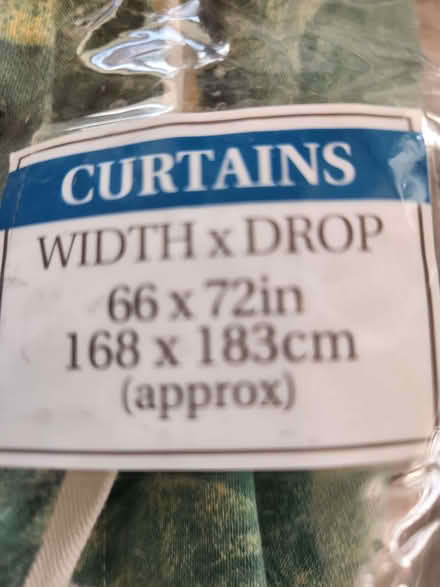 CURTAINS
WIDTH x DROP
66 x 72in
168 x 183cm
(approx)